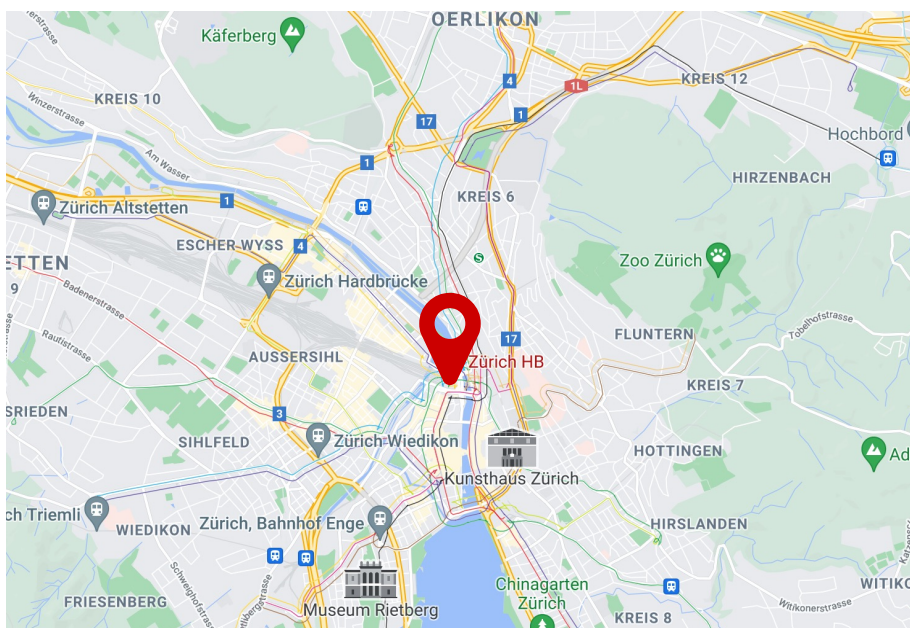 OERLIKON
Käferberg
KREIS 12
4
1L
KREIS 10
Winzerstrasse
17
1
Hochbord
Am Wasser
1
HIRZENBACH
KREIS 6
Zürich Altstetten
1
ESCHER WYSS
4
ETTEN
9
Zoo Zürich
S
Zürich Hardbrücke
Badenerstrasse
Tobelhofstrasse
Rautistrasse
17
FLUNTERN
AUSSERSIHL
Zürich HB
KREIS 7
SRIEDEN
3
SIHLFELD
Zürich Wiedikon
HOTTINGEN
Ad
Kunsthaus Zürich
ch Triemli
WIEDIKON
Zürich, Bahnhof Enge
HIRSLANDEN
Schweighofstrasse
Chinagarten
Zürich
WITIKO
FRIESENBERG
Museum Rietberg
Witikonerstrasse
KREIS 8